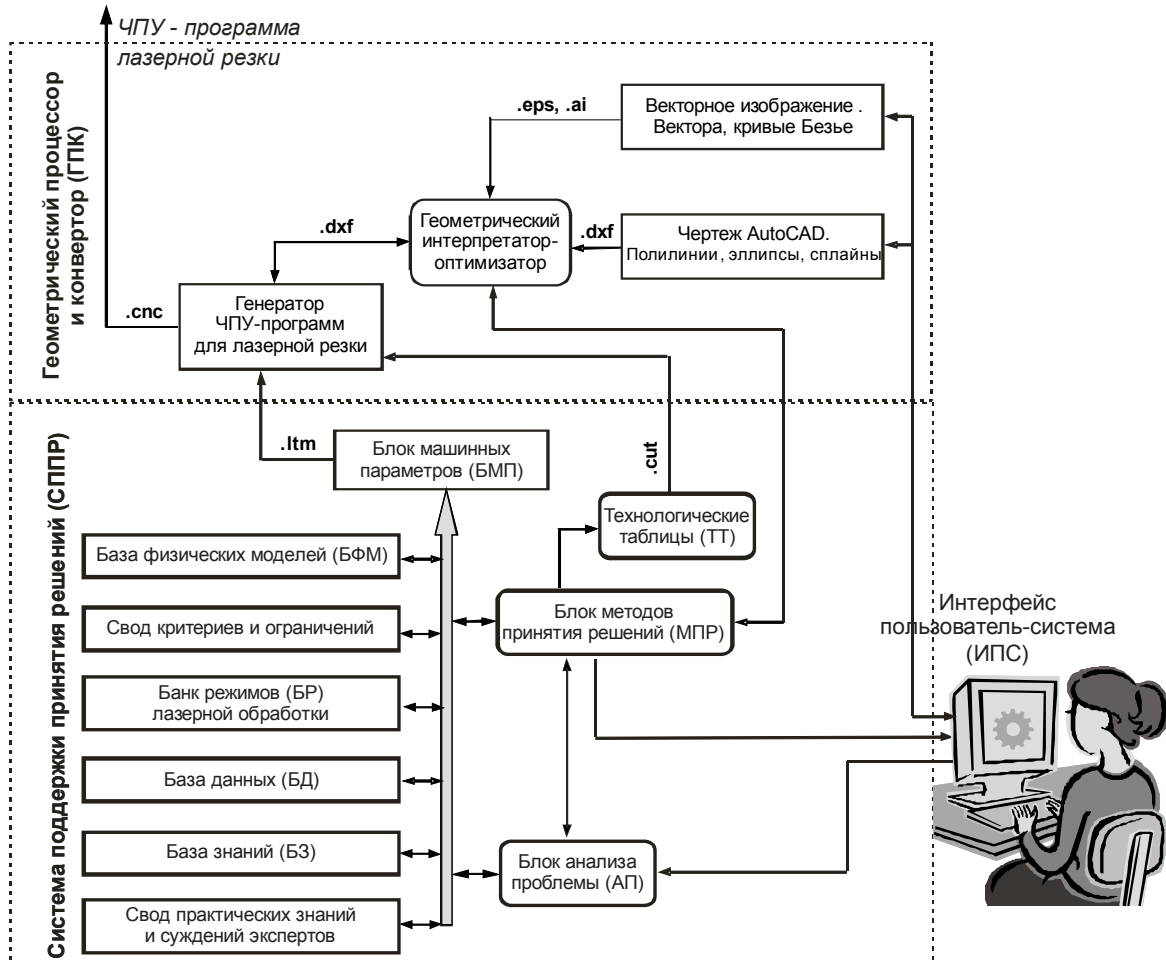 ЧПУ - программа
лазерной резки
Геометрический процессор
и конвертор (ГПК)
.eps, .ai
Векторное изображение .
Вектора, кривые Безье
.dxf
Геометрический
интерпретатор-
оптимизатор
.dxf
Чертеж AutoCAD.
Полилинии, эллипсы, сплайны
.cnc
Генератор
ЧПУ-программ
для лазерной резки
Система поддержки принятия решений (СППР)
.ltm
Блок машинных
параметров (БМП)
.cut
Технологические
таблицы (ТТ)
База физических моделей (БФМ)
Свод критериев и ограничений
Блок методов
принятия решений (МПР)
Интерфейс
пользователь-система
(ИПС)
Банк режимов (БР)
лазерной обработки
База данных (БД)
База знаний (БЗ)
Блок анализа
проблемы (АП)
Свод практических знаний
и суждений экспертов